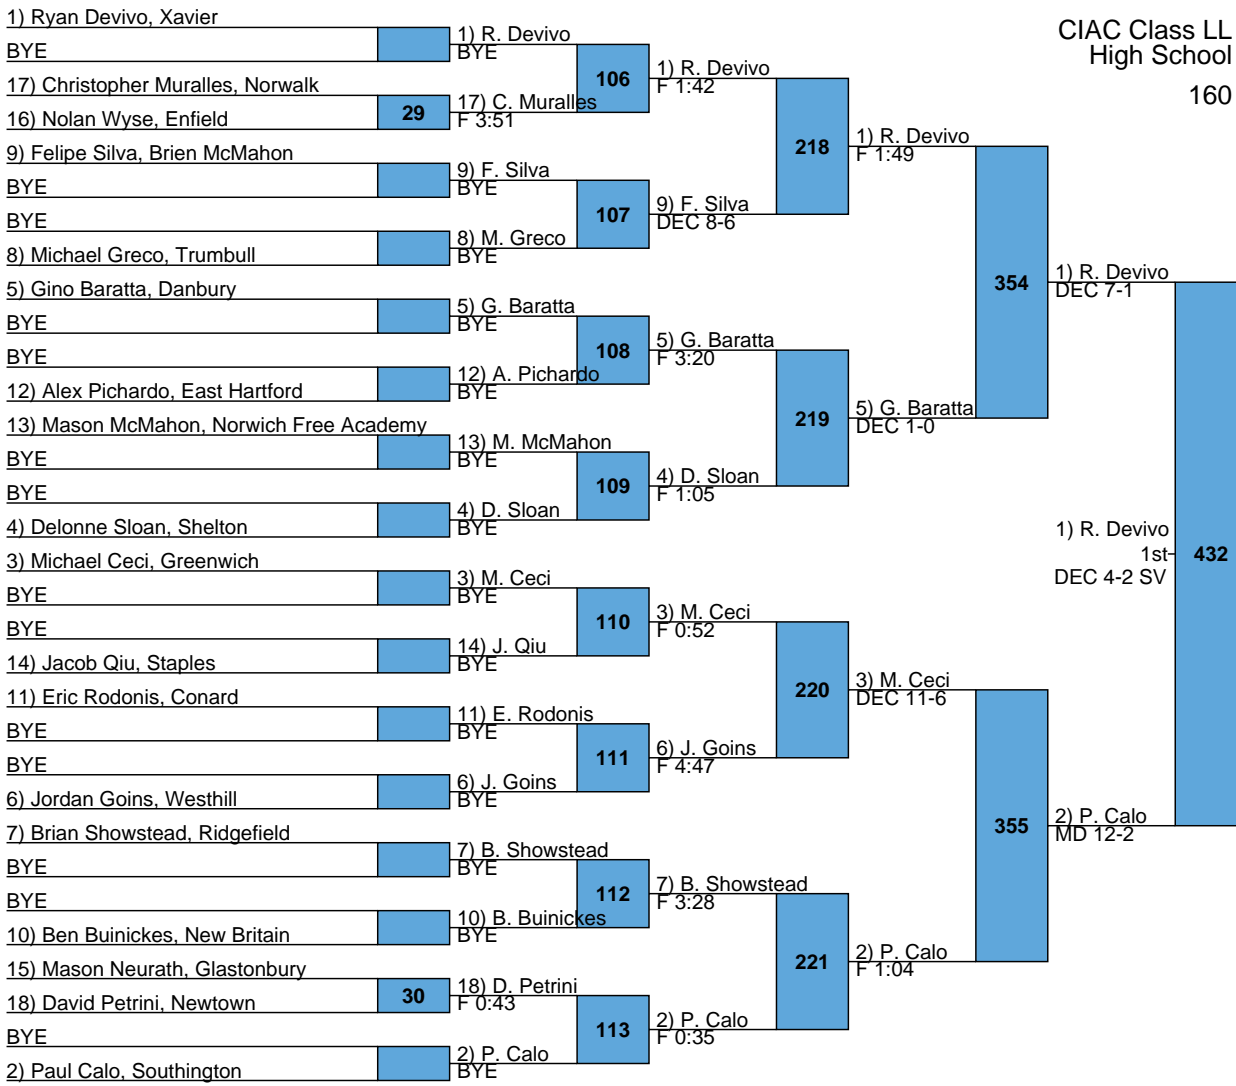 CIAC Class LL
High School
160
1) Ryan Devivo, Xavier
BYE
17) Christopher Muralles, Norwalk
16) Nolan Wyse, Enfield
9) Felipe Silva, Brien McMahon
BYE
BYE
8) Michael Greco, Trumbull
5) Gino Baratta, Danbury
BYE
BYE
12) Alex Pichardo, East Hartford
13) Mason McMahon, Norwich Free Academy
BYE
BYE
4) Delonne Sloan, Shelton
3) Michael Ceci, Greenwich
BYE
BYE
14) Jacob Qiu, Staples
11) Eric Rodonis, Conard
BYE
BYE
6) Jordan Goins, Westhill
7) Brian Showstead, Ridgefield
BYE
BYE
10) Ben Buinickes, New Britain
15) Mason Neurath, Glastonbury
18) David Petrini, Newtown
BYE
2) Paul Calo, Southington
29
30
1) R. Devivo
BYE
17) C. Muralles
F 3:51
9) F. Silva
BYE
8) M. Greco
BYE
5) G. Baratta
BYE
12) A. Pichardo
BYE
13) M. McMahon
BYE
4) D. Sloan
BYE
3) M. Ceci
BYE
14) J. Qiu
BYE
11) E. Rodonis
BYE
6) J. Goins
BYE
7) B. Showstead
BYE
10) B. Buinickes
BYE
18) D. Petrini
F 0:43
2) P. Calo
BYE
106
107
108
109
110
111
112
113
1) R. Devivo
F 1:42
9) F. Silva
DEC 8-6
5) G. Baratta
F 3:20
4) D. Sloan
F 1:05
3) M. Ceci
F 0:52
6) J. Goins
F 4:47
7) B. Showstead
F 3:28
2) P. Calo
F 0:35
218
219
220
221
1) R. Devivo
F 1:49
5) G. Baratta
DEC 1-0
3) M. Ceci
DEC 11-6
2) P. Calo
F 1:04
354
355
1) R. Devivo
DEC 7-1
2) P. Calo
MD 12-2
432
1) R. Devivo
1st
DEC 4-2 SV